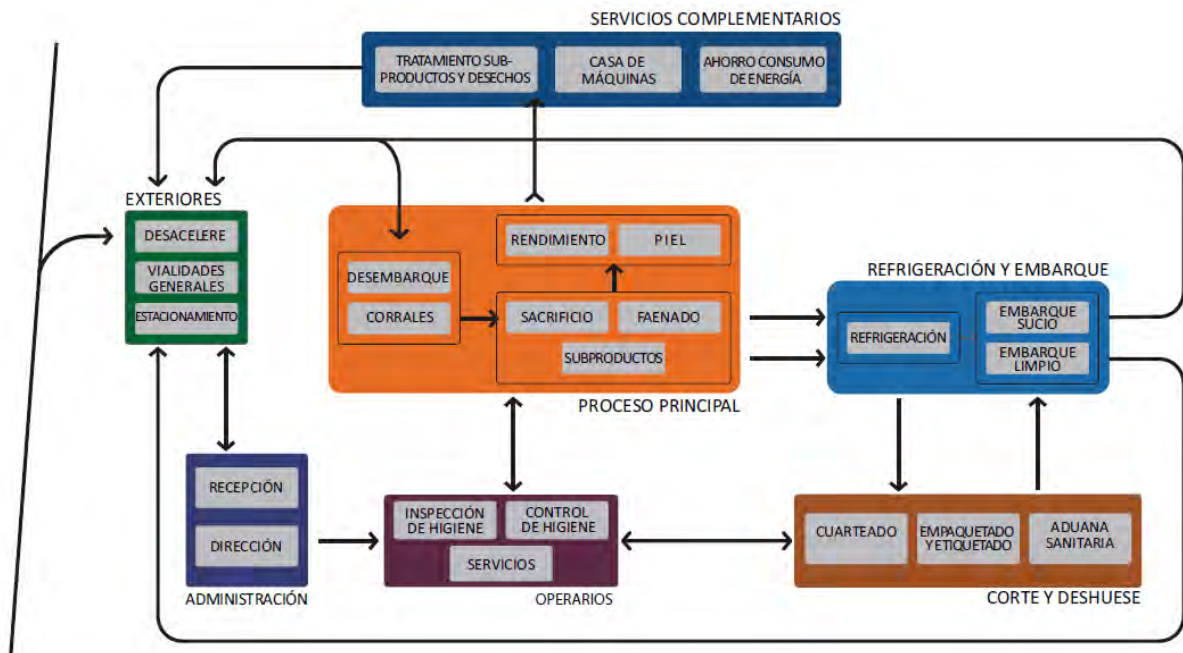 SERVICIOS COMPLEMENTARIOS
TRATAMIENTO SUB-
PRODUCTOS Y DESECHOS
CASA DE
MÁQUINAS
AHORRO CONSUMO
DE ENERGÍA
EXTERIORES
DESACELERE
VIALIDADES
GENERALES
ESTACIONAMIENTO
RENDIMIENTO
PIEL
DESEMBARQUE
CORRALES
SACRIFICIO
FAENADO
SUBPRODUCTOS
PROCESO PRINCIPAL
REFRIGERACIÓN Y EMBARQUE
REFRIGERACIÓN
EMBARQUE
SUCIO
EMBARQUE
LIMPIO
RECEPCIÓN
DIRECCIÓN
ADMINISTRACIÓN
INSPECCIÓN
DE HIGIENE
CONTROL
DE HIGIENE
SERVICIOS
OPERARIOS
CUARTEADO
EMPAQUETADO
Y ETIQUETADO
ADUANA
SANITARIA
CORTE Y DESHUESE